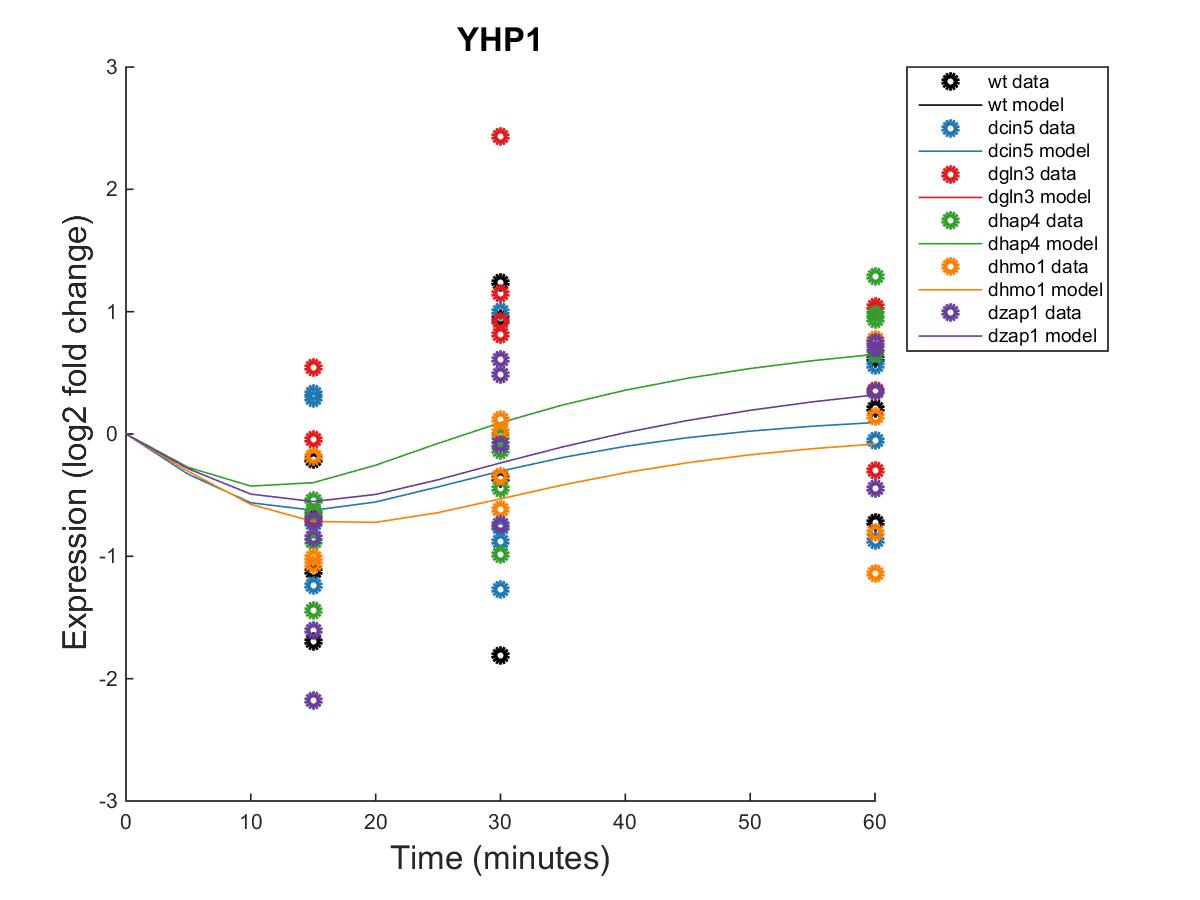 YHP1
3
2
1
0
-1
-2
-3
Expression (log2 fold change)
0 10 20 30 40 50 60
Time (minutes)
wt data
wt model
dcin5 data
dcin5 model
dgln3 data
dgln3 model
dhap4 data
dhap4 model
dhmo1 data
dhmo1 model
dzap1 data
dzap1 model